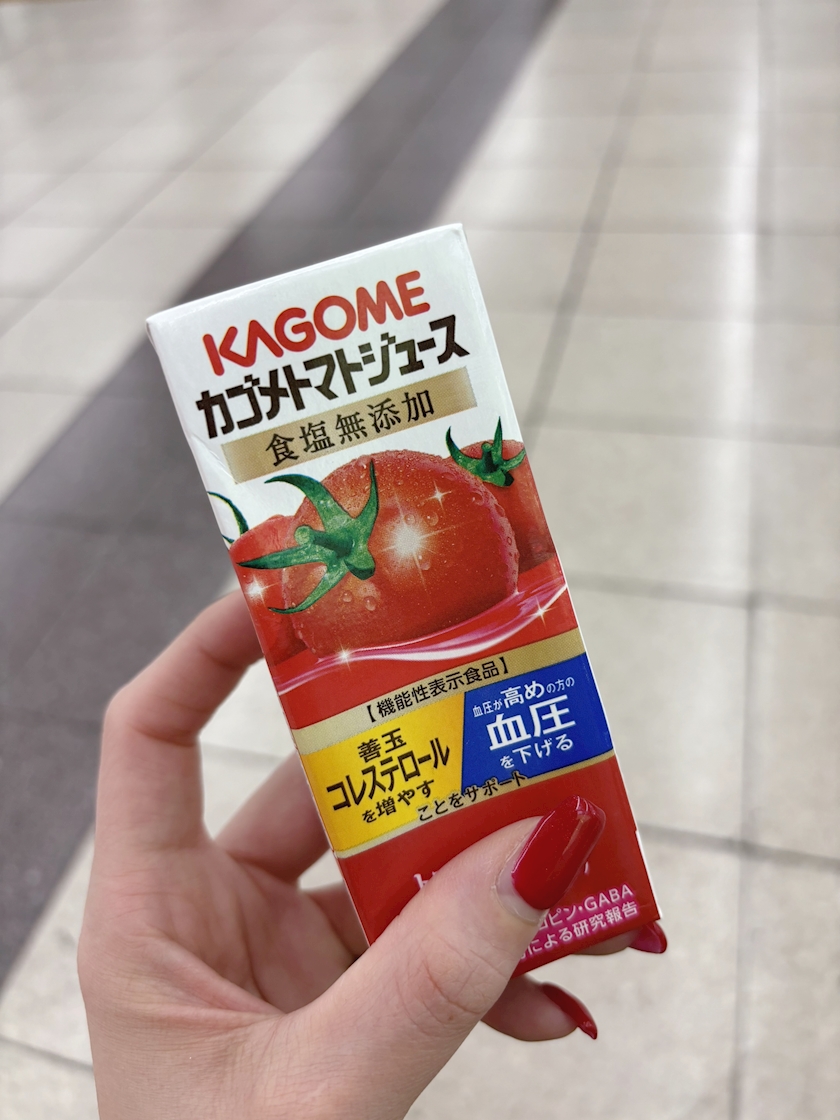 KAGOME
カゴメトマトジュース
食塩無添加
【機能性表示食品】
善玉
コレステロール
を増やす
血圧が高めの方の
血圧
を下げる
ことをサポート
ピン・GABA
による研究報告